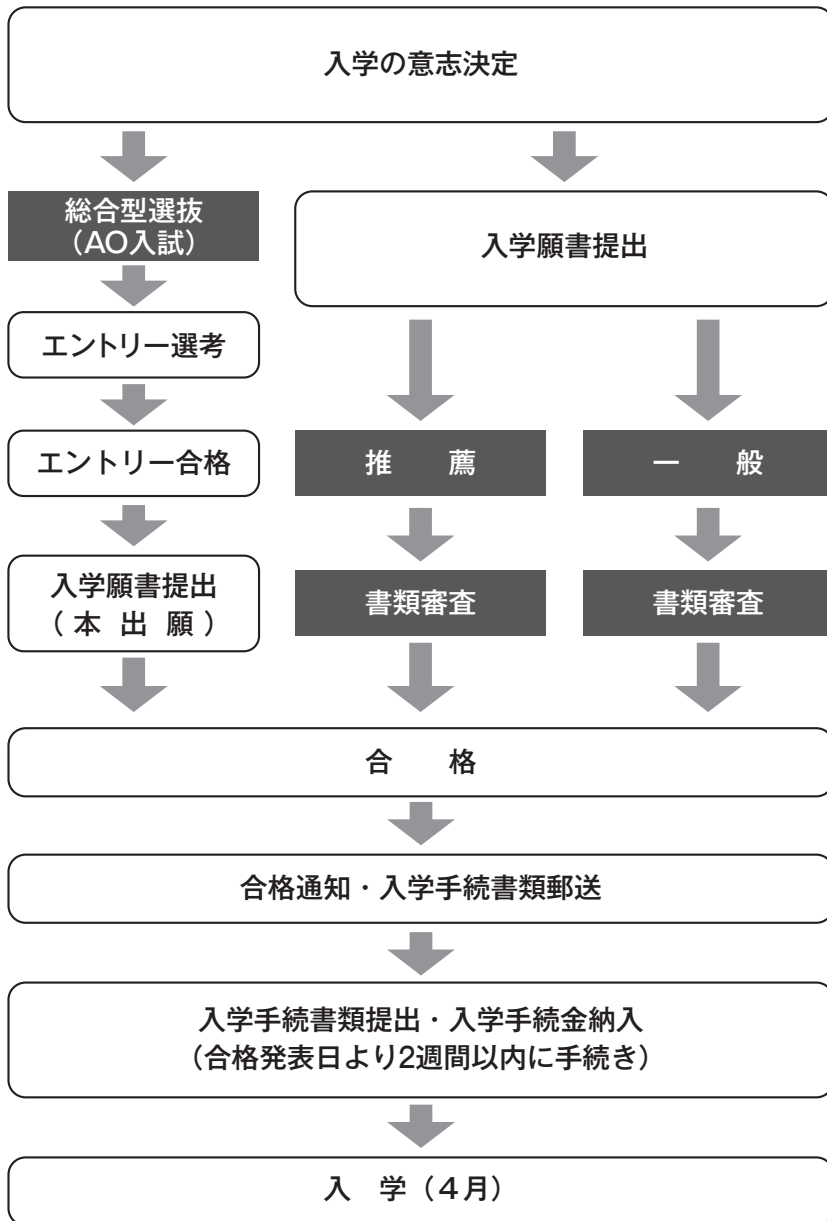 入学の意志決定
総合型選抜
（AO入試）
入学願書提出
エントリー選考
エントリー合格
推　薦
一　般
入学願書提出
（本 出 願）
書類審査
書類審査
合　格
合格通知・入学手続書類郵送
入学手続書類提出・入学手続金納入
（合格発表日より2週間以内に手続き）
入　学（4月）